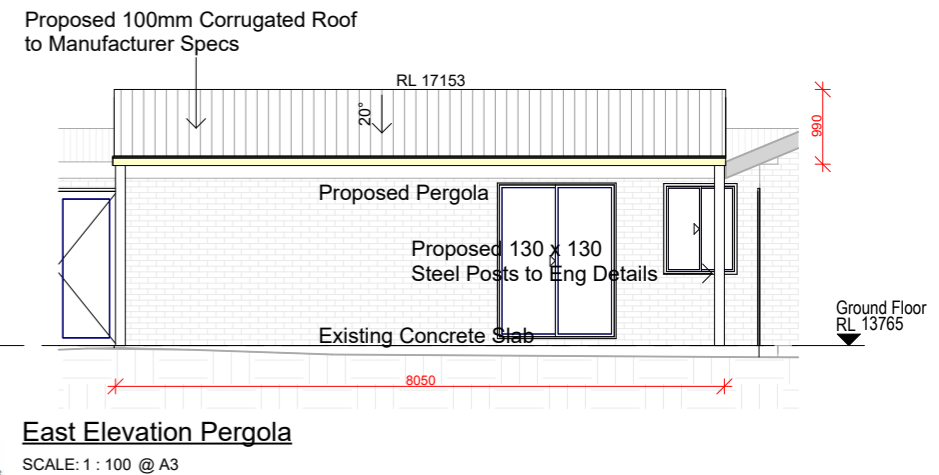 Proposed 100mm Corrugated Roof
to Manufacturer Specs
RL 17153
20°
990
Proposed Pergola
Proposed 130 x 130
Steel Posts to Eng Details
Ground Floor
RL 13765
Existing Concrete Slab
8050
East Elevation Pergola
SCALE: 1 : 100 @ A3